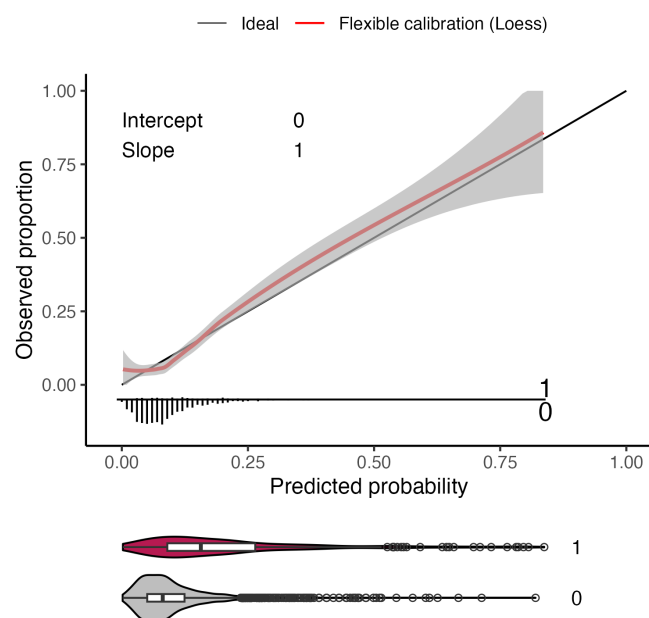 Ideal Flexible calibration (Loess)
1.00
Intercept 0
Slope 1
0.75
Observed proportion
0.50
0.25
0.00
1
0
0.00 0.25 0.50 0.75 1.00
Predicted probability
1
0